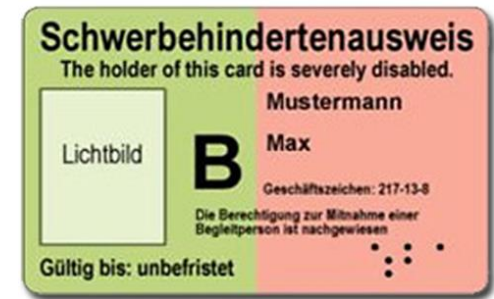 Schwerbehindertenausweis
The holder of this card is severely disabled.
Mustermann
Lichtbild
B
Max
Geschäftszeichen: 217-13-8
Die Berechtigung zur Mitnahme einer
Begleitperson ist nachgewiesen
Gültig bis: unbefristet